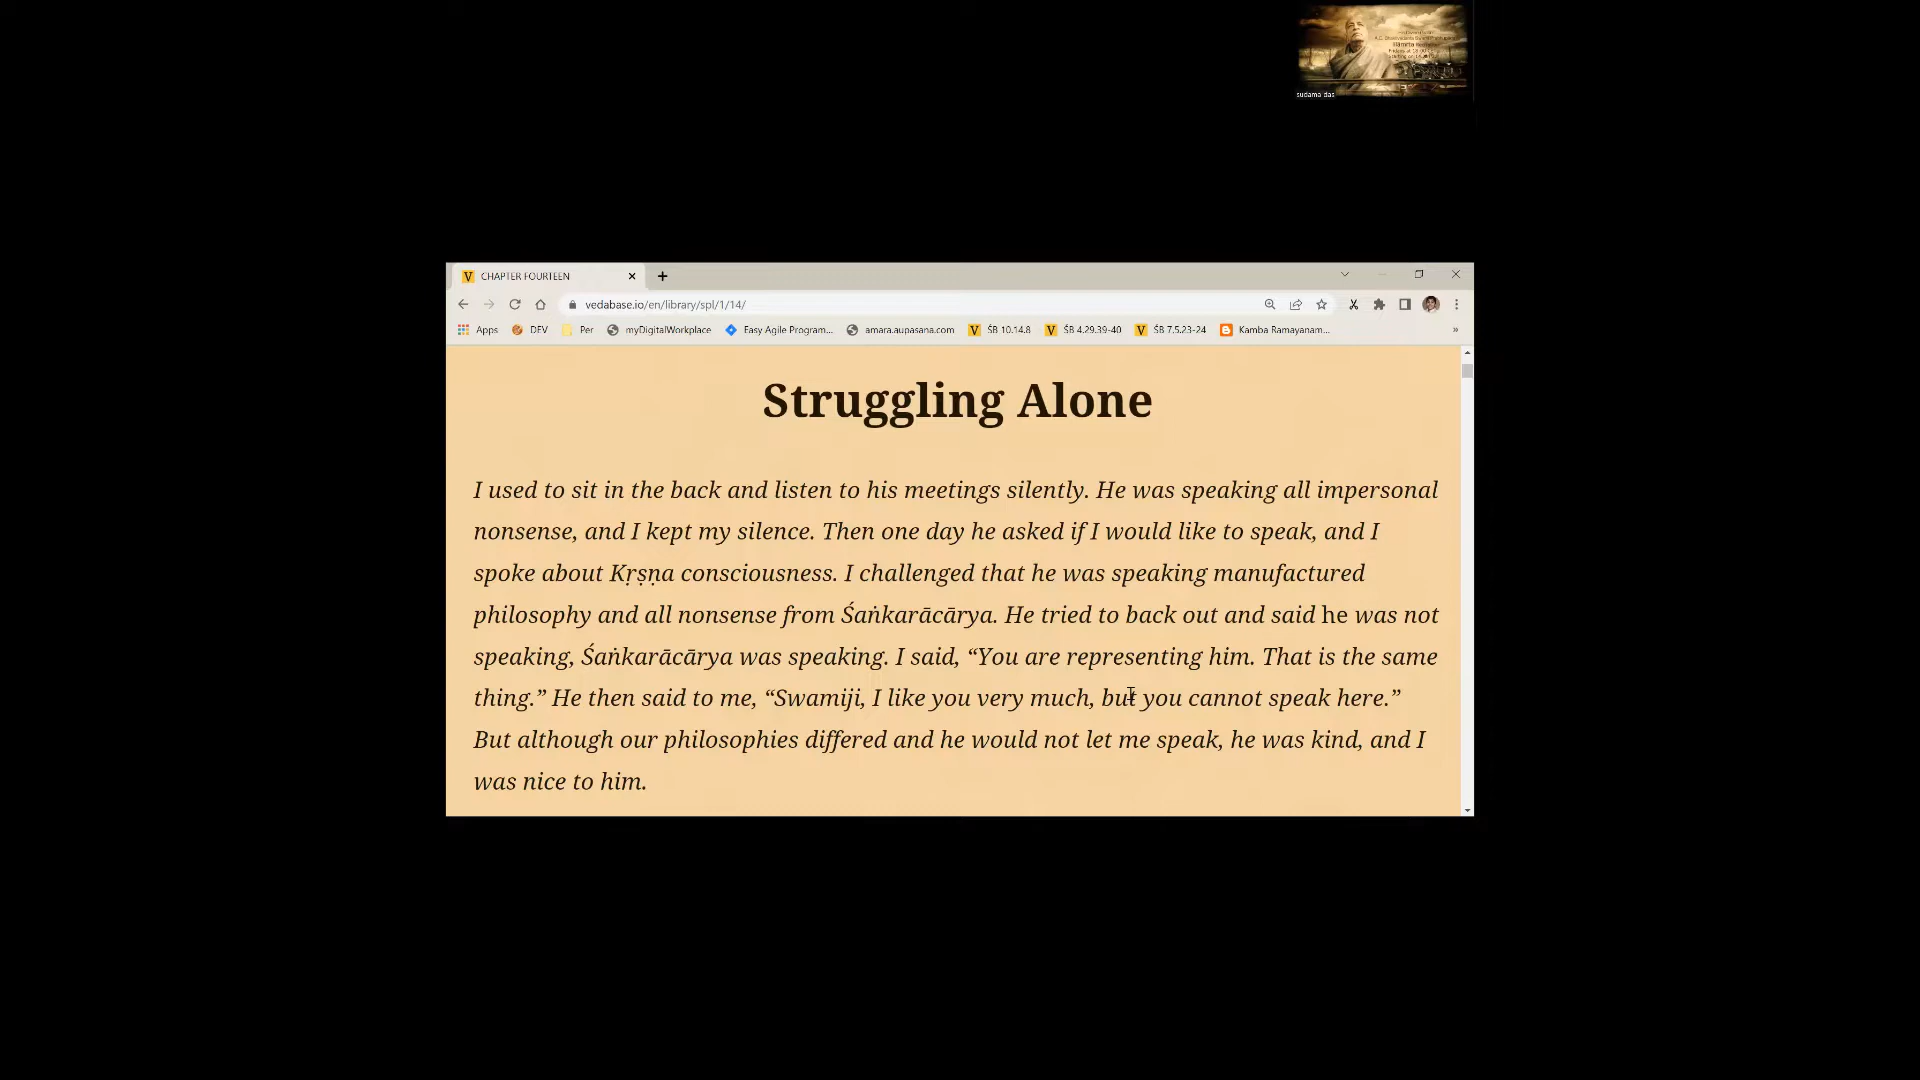 sudama das
CHAPTER FOURTEEN
vedabase.io/en/library/spl/1/14/
Apps DEV Per myDigitalWorkplace Easy Agile Program... amara.aupasana.com ŚB 10.14.8 ŚB 4.29.39-40 ŚB 7.5.23-24 Kamba Ramayanam... »
Struggling Alone
I used to sit in the back and listen to his meetings silently. He was speaking all impersonal
nonsense, and I kept my silence. Then one day he asked if I would like to speak, and I
spoke about Kṛṣṇa consciousness. I challenged that he was speaking manufactured
philosophy and all nonsense from Śaṅkarācārya. He tried to back out and said he was not
speaking, Śaṅkarācārya was speaking. I said, “You are representing him. That is the same
thing.” He then said to me, “Swamiji, I like you very much, but you cannot speak here.”
But although our philosophies differed and he would not let me speak, he was kind, and I
was nice to him.